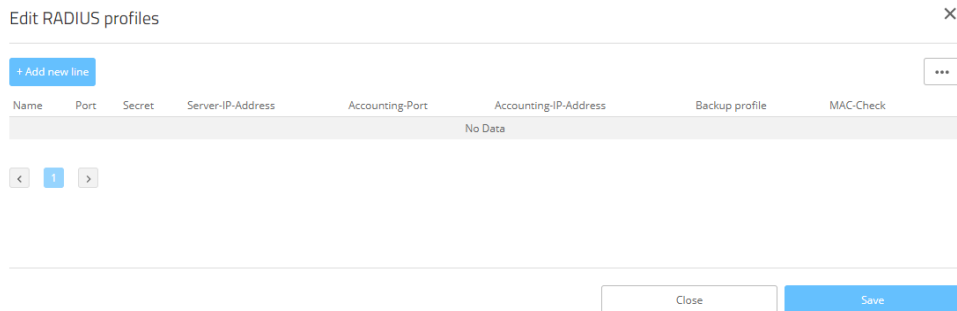 Edit RADIUS profiles
+ Add new line
Name Port Secret Server-IP-Address Accounting-Port Accounting-IP-Address Backup profile MAC-Check
No Data
1
Close Save